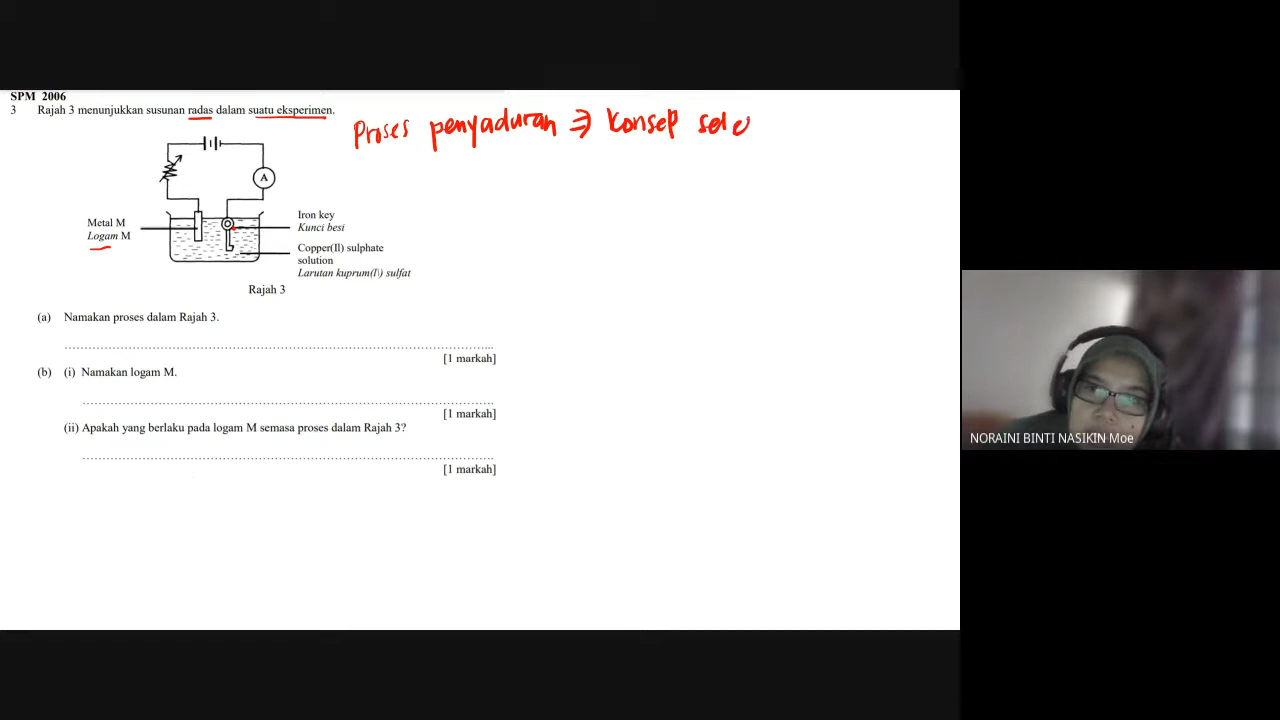 SPM 2006
3 Rajah 3 menunjukkan susunan radas dalam suatu eksperimen.
Proses penyaduran ⇒ Konsep sele
A
Metal M
Logam M
Iron key
Kunci besi
Copper(II) sulphate
solution
Larutan kuprum(I\) sulfat
Rajah 3
(a) Namakan proses dalam Rajah 3.
[1 markah]
(b) (i) Namakan logam M.
[1 markah]
(ii) Apakah yang berlaku pada logam M semasa proses dalam Rajah 3?
[1 markah]
NORAINI BINTI NASIKIN Moe